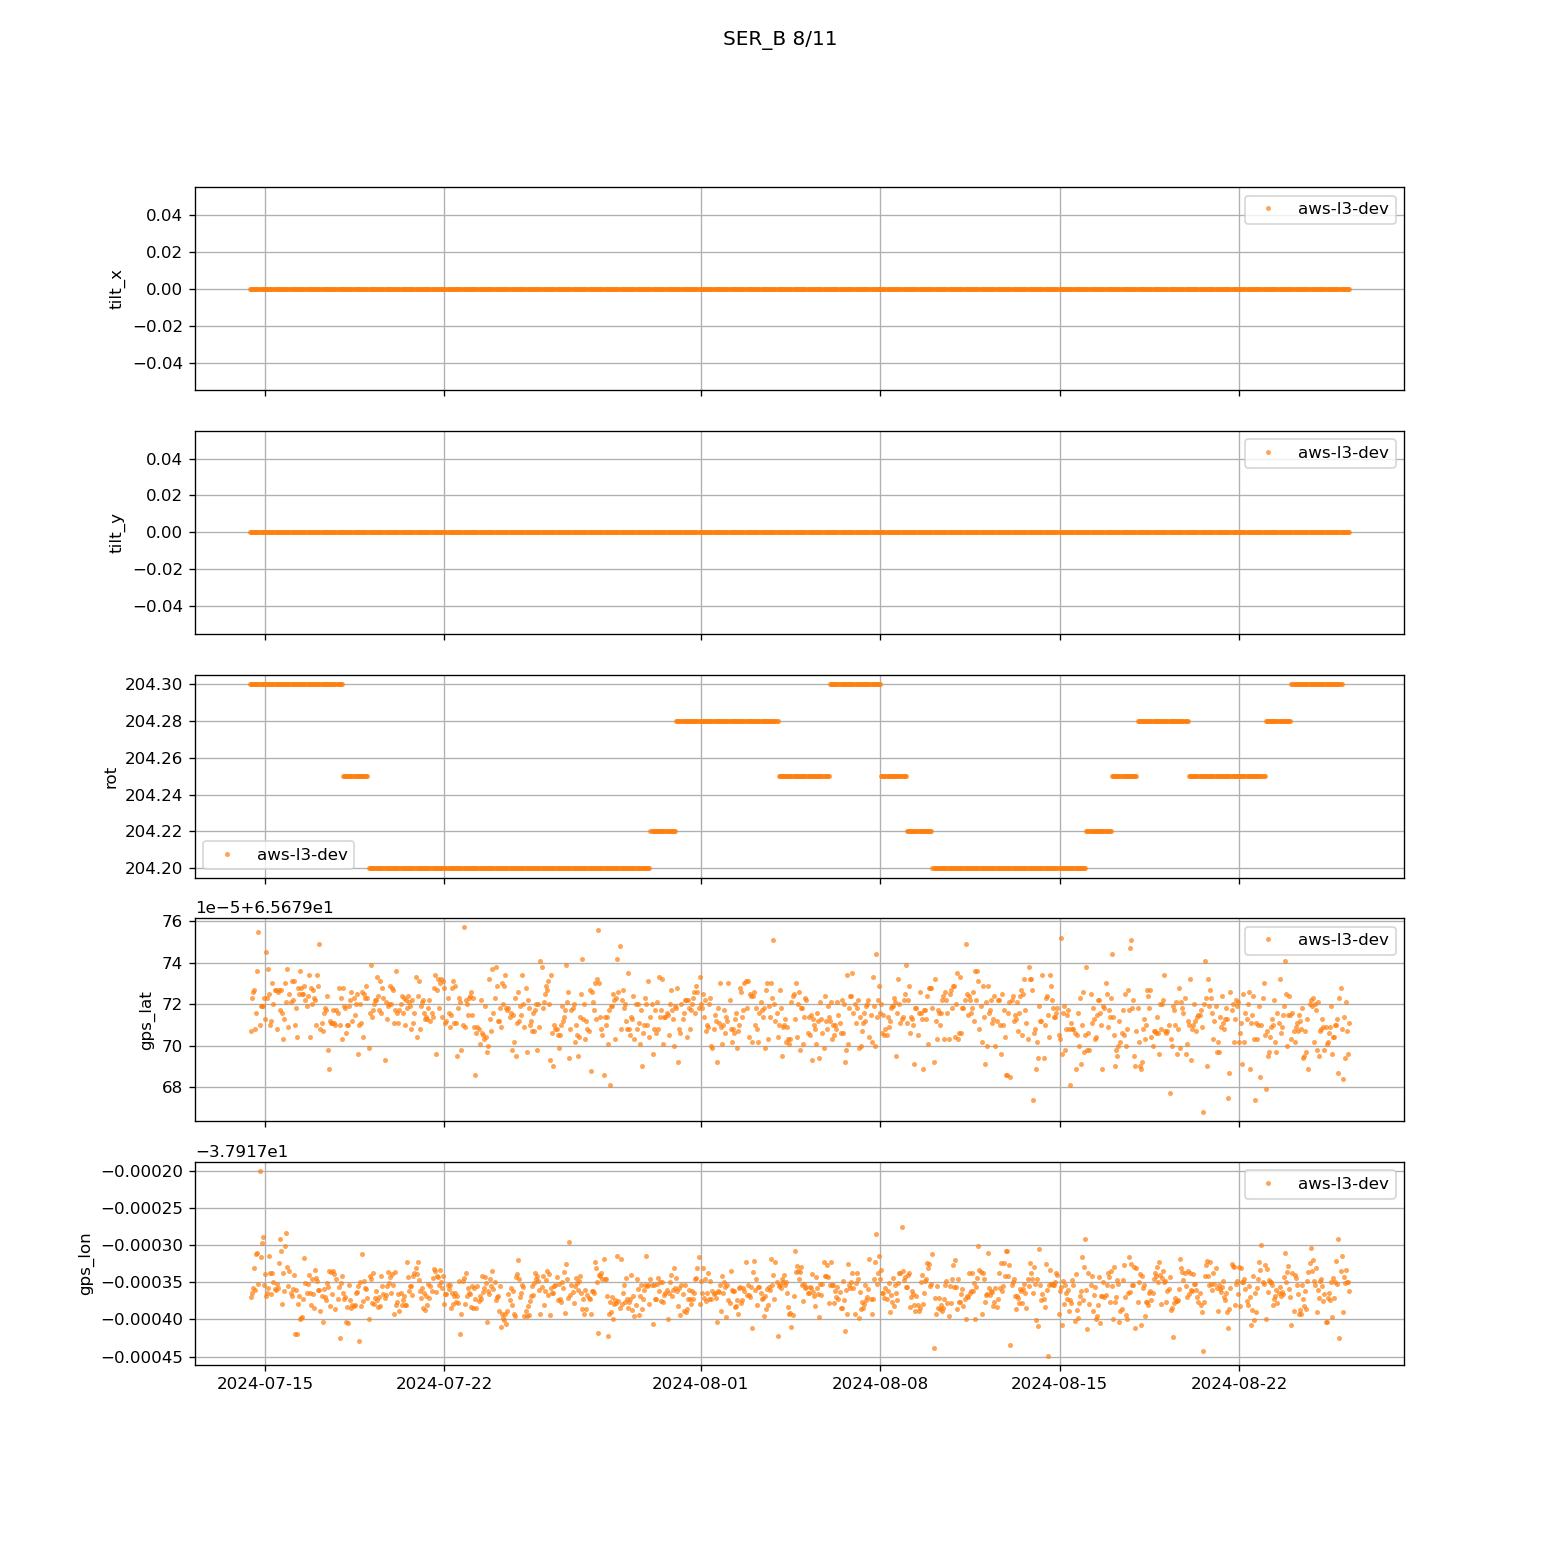 SER_B 8/11
aws-l3-dev
0.04
0.02
0.00
−0.02
−0.04
tilt_x
aws-l3-dev
0.04
0.02
0.00
−0.02
−0.04
tilt_y
204.30
204.28
204.26
204.24
204.22
204.20
rot
aws-l3-dev
1e−5+6.5679e1
76
74
72
70
68
gps_lat
aws-l3-dev
−3.7917e1
−0.00020
−0.00025
−0.00030
−0.00035
−0.00040
−0.00045
gps_lon
aws-l3-dev
2024-07-15
2024-07-22
2024-08-01
2024-08-08
2024-08-15
2024-08-22